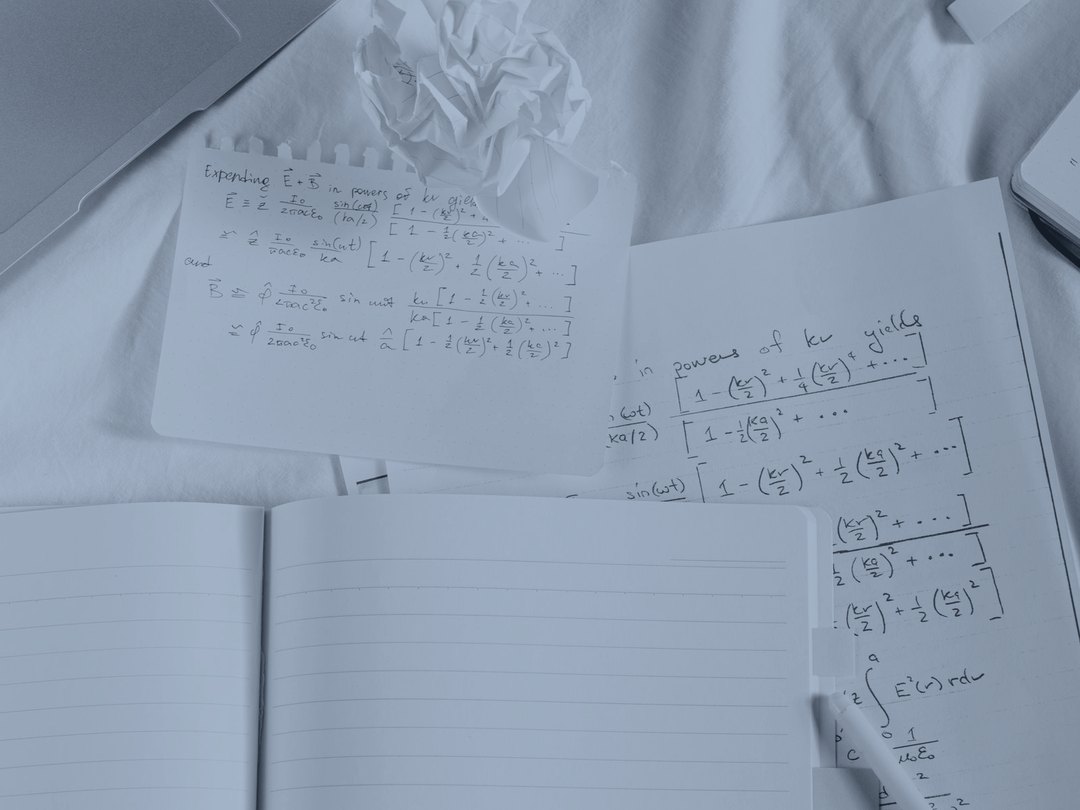 Expending E⃗ + B⃗ in powers of kr
E⃗ ≅ ẑ I₀/2πacε₀ sin(ωt)/(ka/2) [1 - (kr/2)² +
[1 - ½(ka/2)² + ...]
≅ ẑ I₀/πacε₀ sin(ωt)/ka [1 - (kr/2)² + ½(ka/2)² + ...]
and
B⃗ ≅ φ̂ I₀/2πac²ε₀ sin ωt kr[1 - ½(kr/2)² + ...]/ka[1 - ½(ka/2)² + ...]
≅ φ̂ I₀/2πac²ε₀ sin ωt r/a [1 - ½(kr/2)² + ½(ka/2)²]
in powers of kr yields
(ωt)/ka/2) [1 - (kr/2)² + ¼(kr/2)⁴ + ...]/[1 - ½(ka/2)² + ...]
sin(ωt) [1 - (kr/2)² + ½(ka/2)² + ...]
(kr/2)² + ...]
½(ka/2)² + ...]
(kr/2)² + ½(ka/2)²]
∫₀ᵃ E²(r) r dr
c 1/μ₀ε₀